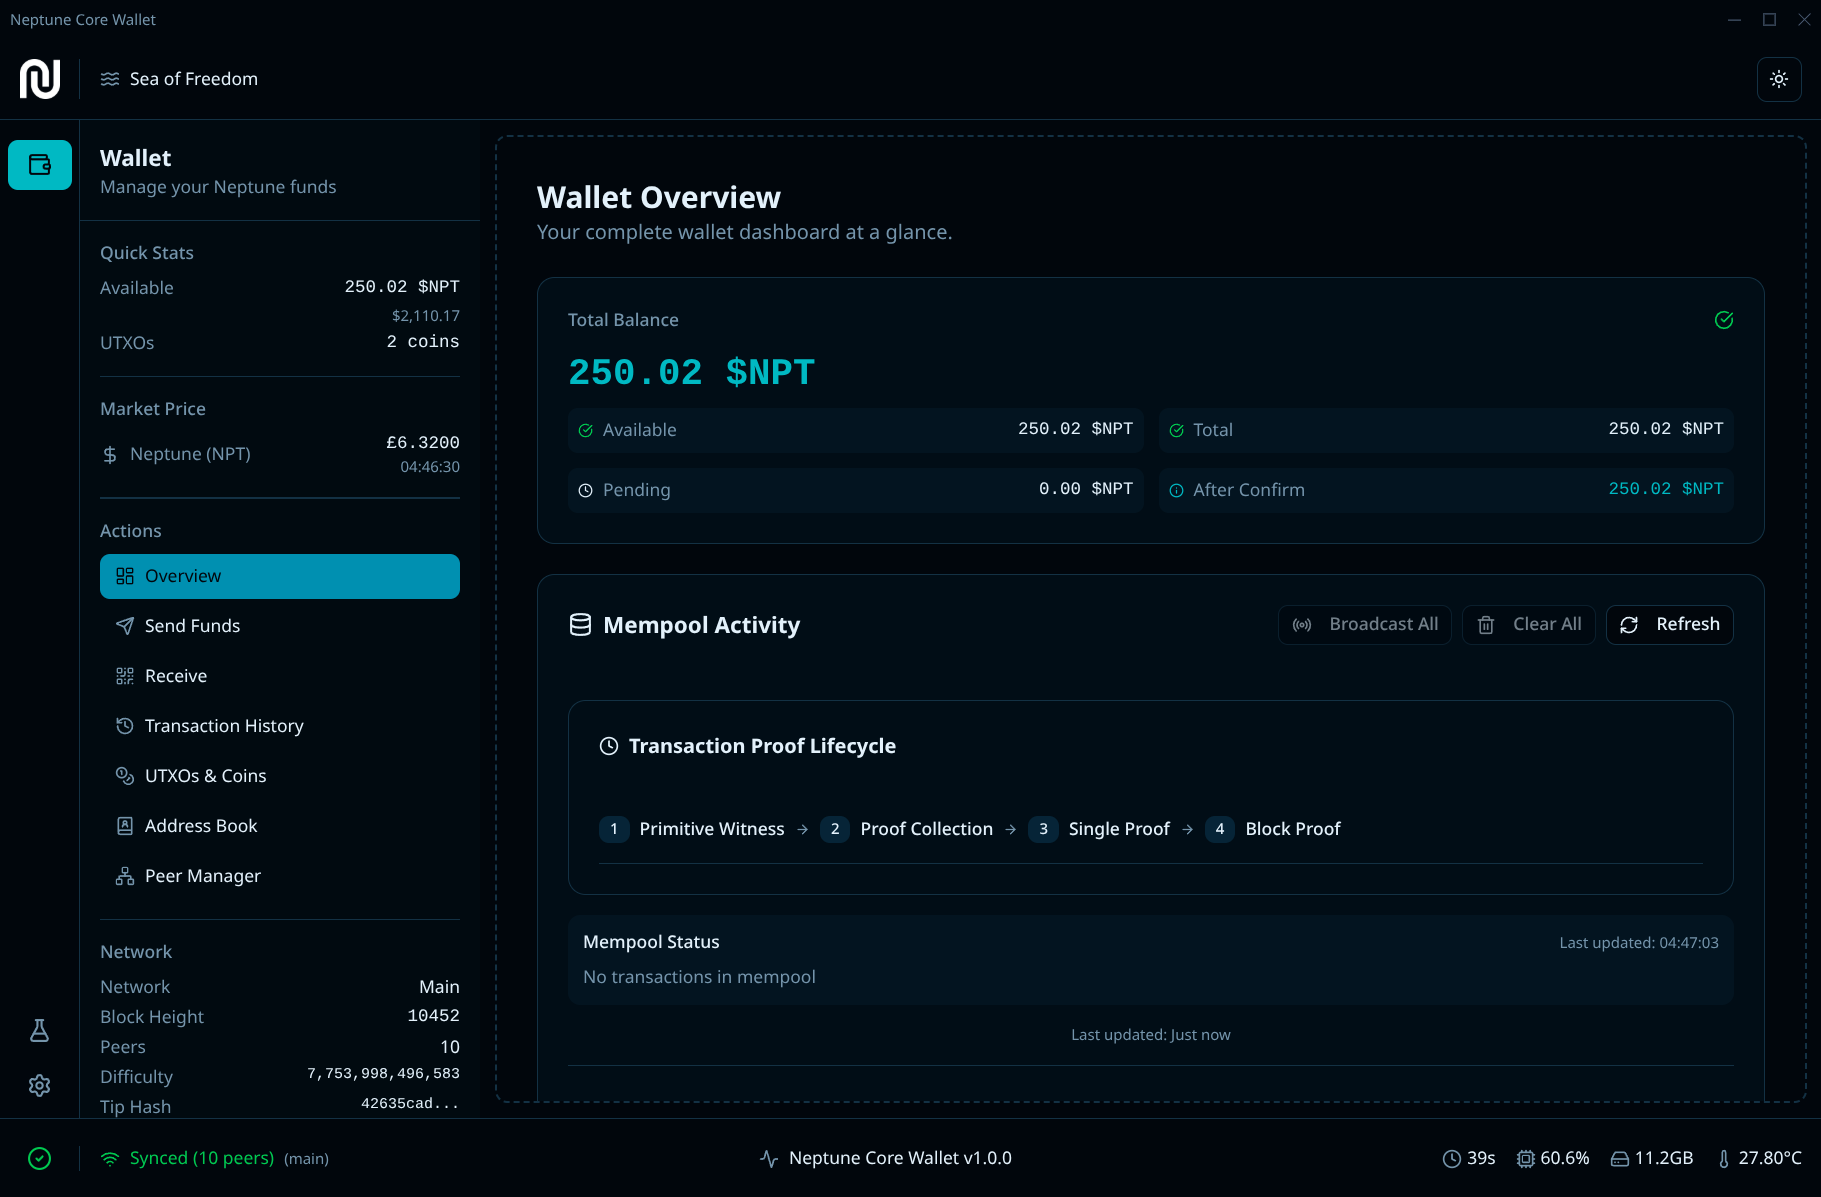 Neptune Core Wallet
Sea of Freedom
Wallet
Manage your Neptune funds
Quick Stats
Available 250.02 $NPT
$2,110.17
UTXOs 2 coins
Market Price
Neptune (NPT) £6.3200
04:46:30
Actions
Overview
Send Funds
Receive
Transaction History
UTXOs & Coins
Address Book
Peer Manager
Network
Network Main
Block Height 10452
Peers 10
Difficulty 7,753,998,496,583
Tip Hash 42635cad...
Wallet Overview
Your complete wallet dashboard at a glance.
Total Balance
250.02 $NPT
Available 250.02 $NPT
Total 250.02 $NPT
Pending 0.00 $NPT
After Confirm 250.02 $NPT
Mempool Activity
Broadcast All
Clear All
Refresh
Transaction Proof Lifecycle
1 Primitive Witness → 2 Proof Collection → 3 Single Proof → 4 Block Proof
Mempool Status
Last updated: 04:47:03
No transactions in mempool
Last updated: Just now
Synced (10 peers) (main)
Neptune Core Wallet v1.0.0
39s 60.6% 11.2GB 27.80°C